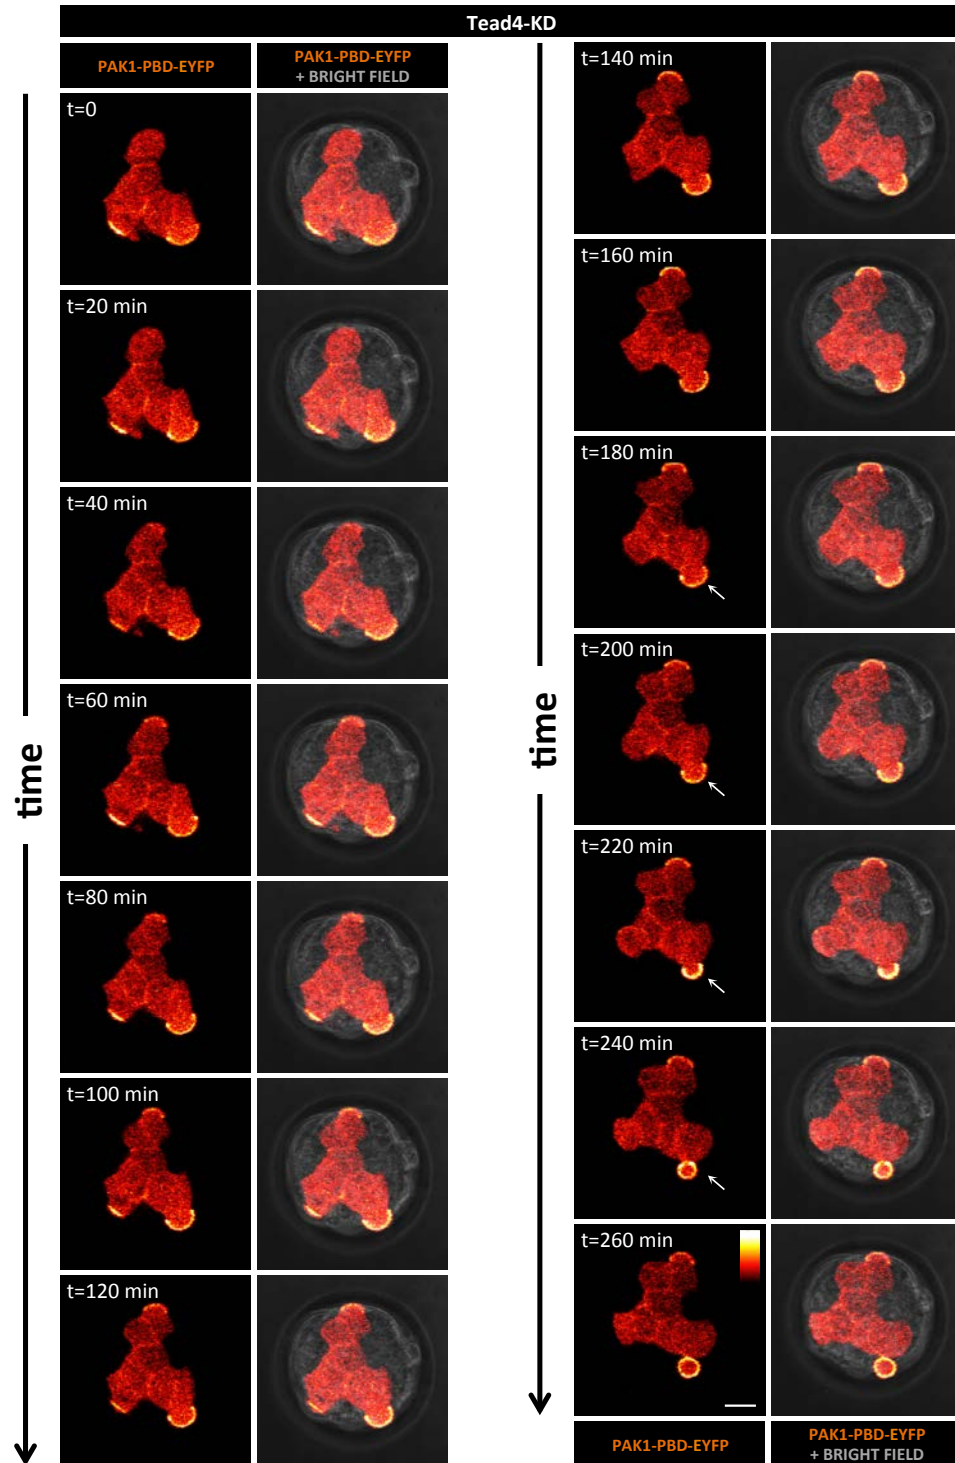 Tead4-KD
PAK1-PBD-EYFP
PAK1-PBD-EYFP
+ BRIGHT FIELD
time
t=0
t=20 min
t=40 min
t=60 min
t=80 min
t=100 min
t=120 min
time
t=140 min
t=160 min
t=180 min
t=200 min
t=220 min
t=240 min
t=260 min
PAK1-PBD-EYFP
PAK1-PBD-EYFP
+ BRIGHT FIELD